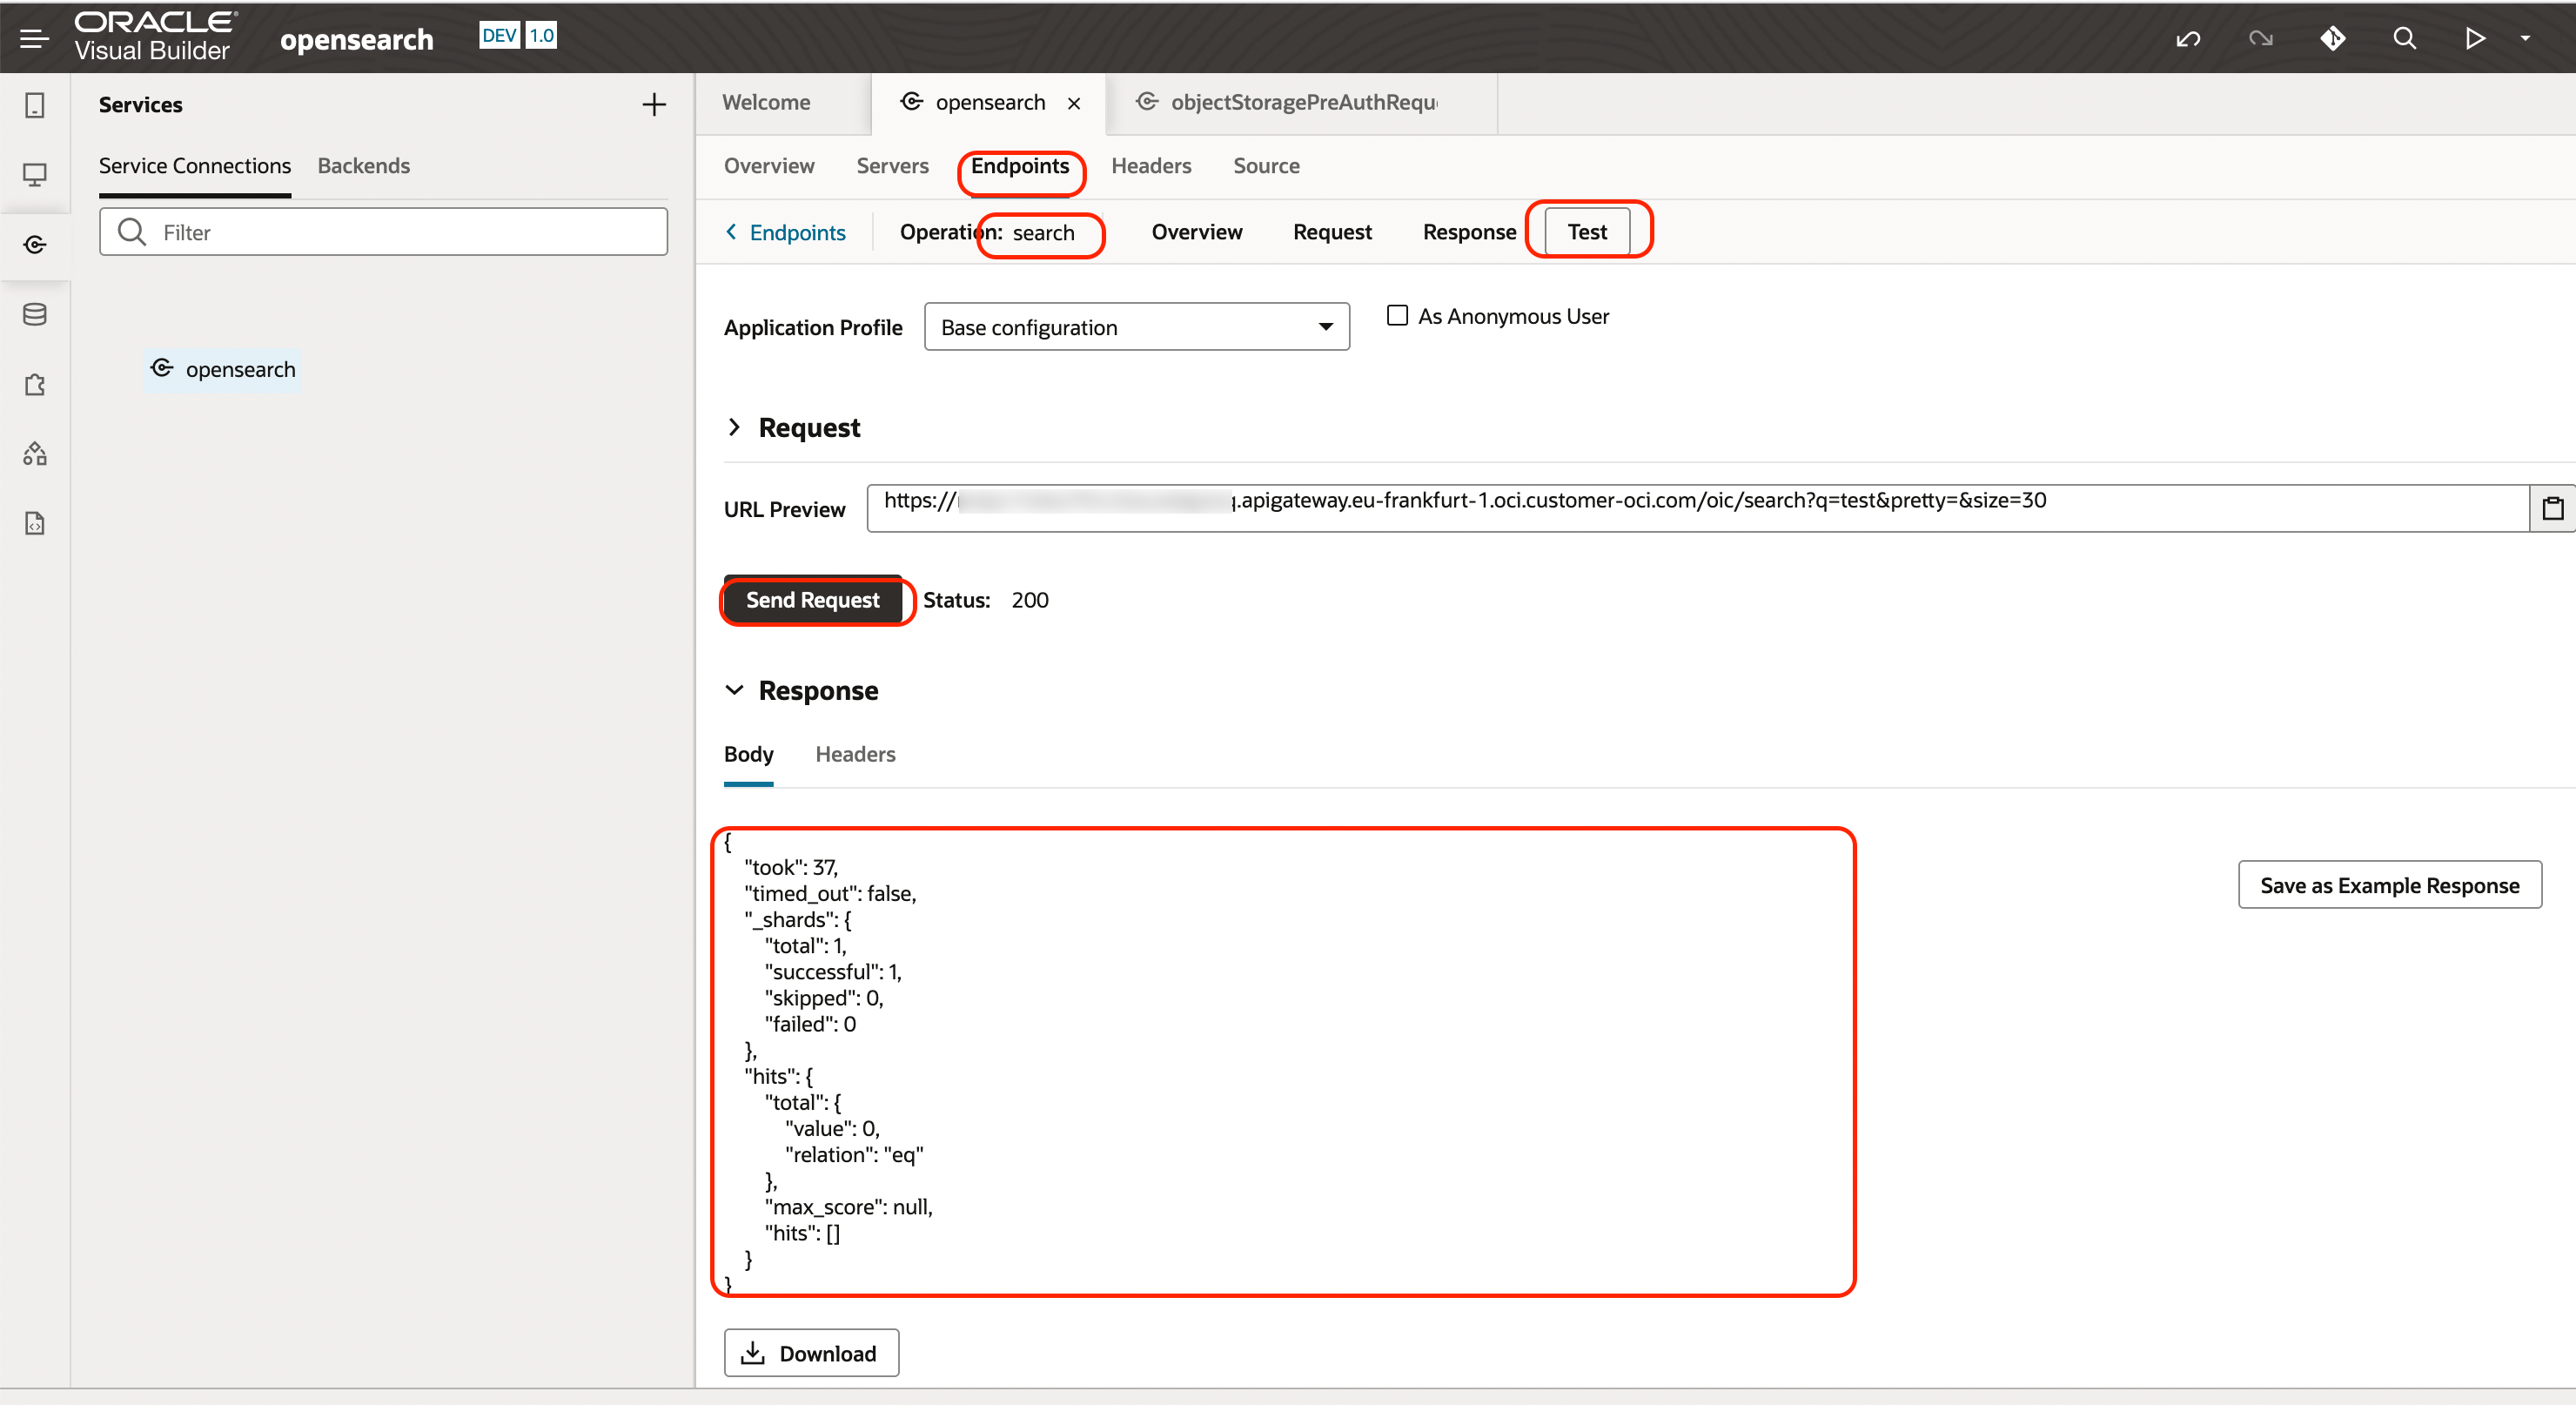 ORACLE
Visual Builder
opensearch
DEV 1.0
Services
Service Connections Backends
Filter
opensearch
Welcome opensearch objectStoragePreAuthRequ
Overview Servers Endpoints Headers Source
Endpoints Operation: search Overview Request Response Test
Application Profile Base configuration As Anonymous User
Request
URL Preview https:// q.apigateway.eu-frankfurt-1.oci.customer-oci.com/oic/search?q=test&pretty=&size=30
Send Request Status: 200
Response
Body Headers
{
"took": 37,
"timed_out": false,
"_shards": {
"total": 1,
"successful": 1,
"skipped": 0,
"failed": 0
},
"hits": {
"total": {
"value": 0,
"relation": "eq"
},
"max_score": null,
"hits": []
}
}
Save as Example Response
Download